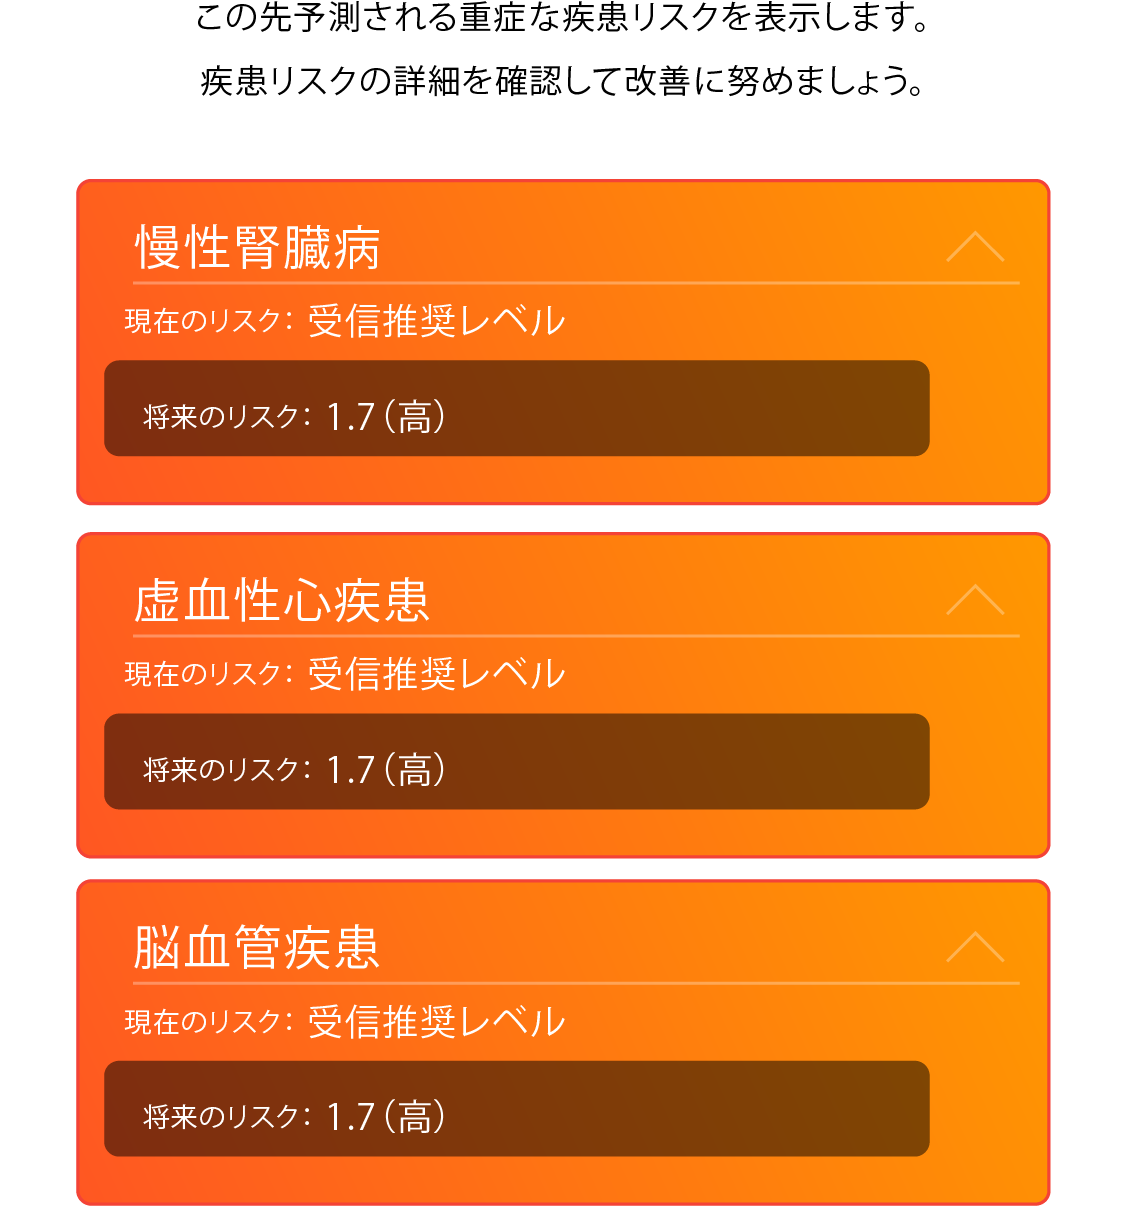 この先予測される重症な疾患リスクを表示します。
疾患リスクの詳細を確認して改善に努めましょう。
慢性腎臓病
現在のリスク： 受信推奨レベル
将来のリスク： 1.7（高）
虚血性心疾患
現在のリスク： 受信推奨レベル
将来のリスク： 1.7（高）
脳血管疾患
現在のリスク： 受信推奨レベル
将来のリスク： 1.7（高）